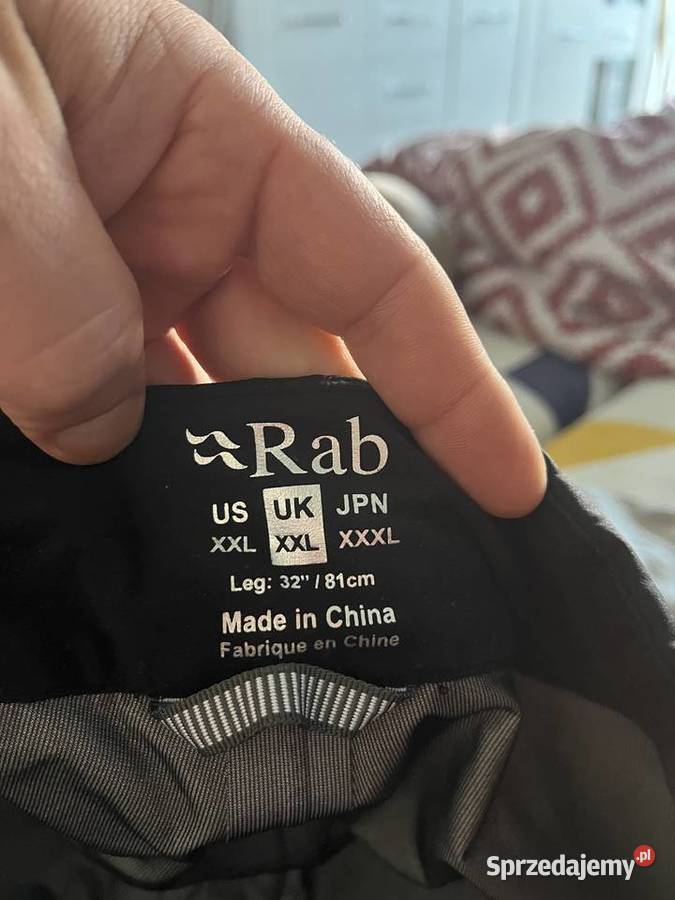 Rab
US UK JPN
XXL XXL XXXL
Leg: 32" / 81cm
Made in China
Fabrique en Chine
Sprzedajemy.pl